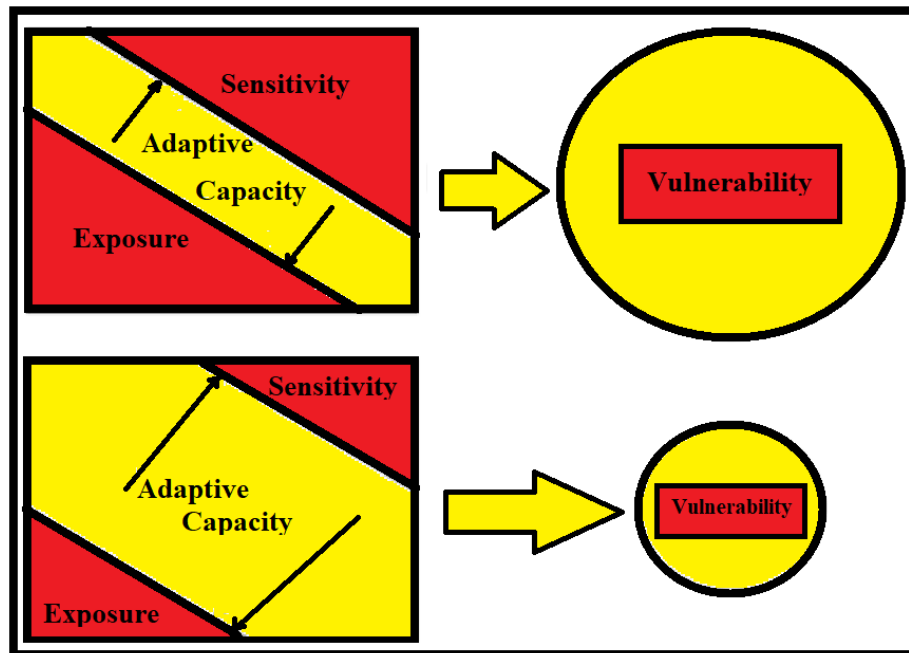 Sensitivity
Adaptive
Capacity
Exposure
Vulnerability
Sensitivity
Adaptive
Capacity
Exposure
Vulnerability